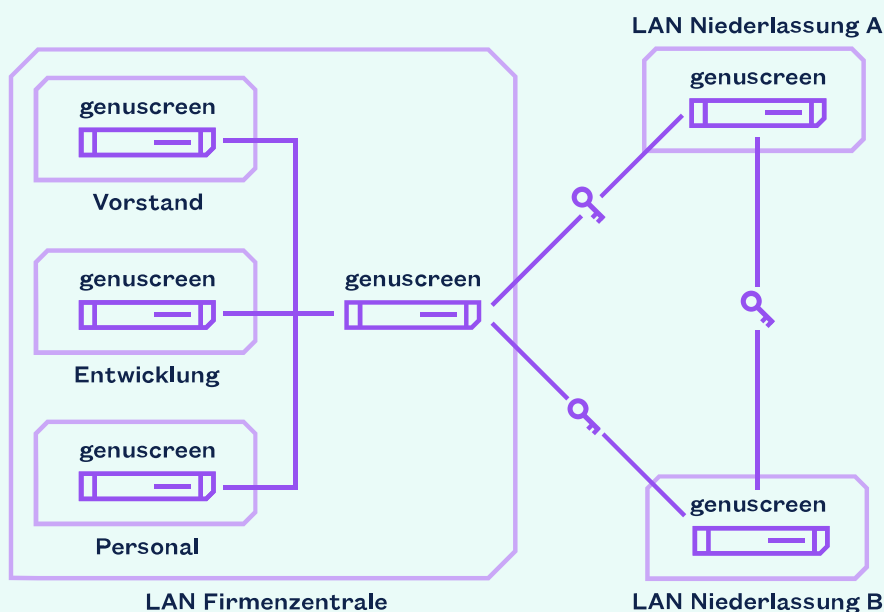 LAN Niederlassung A
genuscreen
genuscreen
Vorstand
genuscreen
genuscreen
Entwicklung
genuscreen
Personal
genuscreen
LAN Firmenzentrale
LAN Niederlassung B